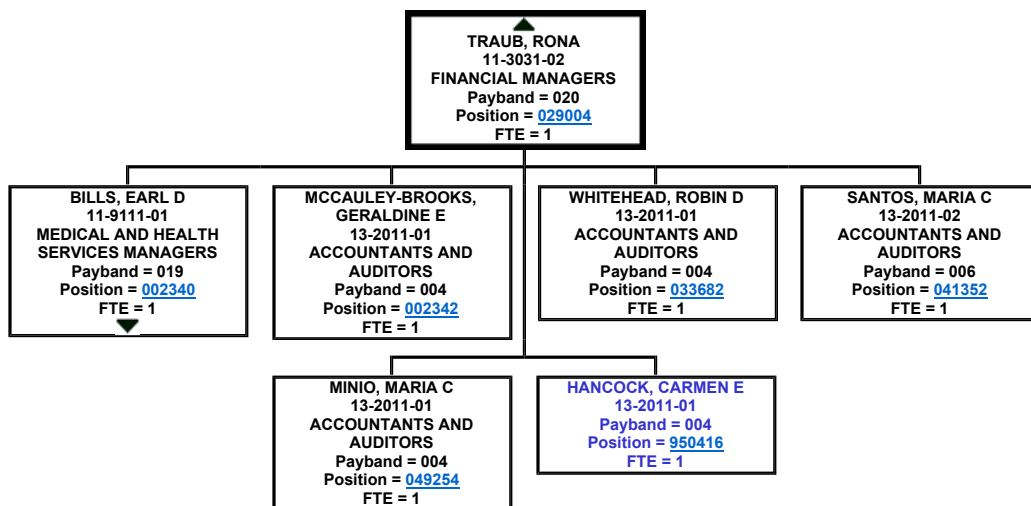 TRAUB, RONA
11-3031-02
FINANCIAL MANAGERS
Payband = 020
Position = 029004
FTE = 1
BILLS, EARL D
11-9111-01
MEDICAL AND HEALTH
SERVICES MANAGERS
Payband = 019
Position = 002340
FTE = 1
MCCAULEY-BROOKS,
GERALDINE E
13-2011-01
ACCOUNTANTS AND
AUDITORS
Payband = 004
Position = 002342
FTE = 1
WHITEHEAD, ROBIN D
13-2011-01
ACCOUNTANTS AND
AUDITORS
Payband = 004
Position = 033682
FTE = 1
SANTOS, MARIA C
13-2011-02
ACCOUNTANTS AND
AUDITORS
Payband = 006
Position = 041352
FTE = 1
MINIO, MARIA C
13-2011-01
ACCOUNTANTS AND
AUDITORS
Payband = 004
Position = 049254
FTE = 1
HANCOCK, CARMEN E
13-2011-01
Payband = 004
Position = 950416
FTE = 1